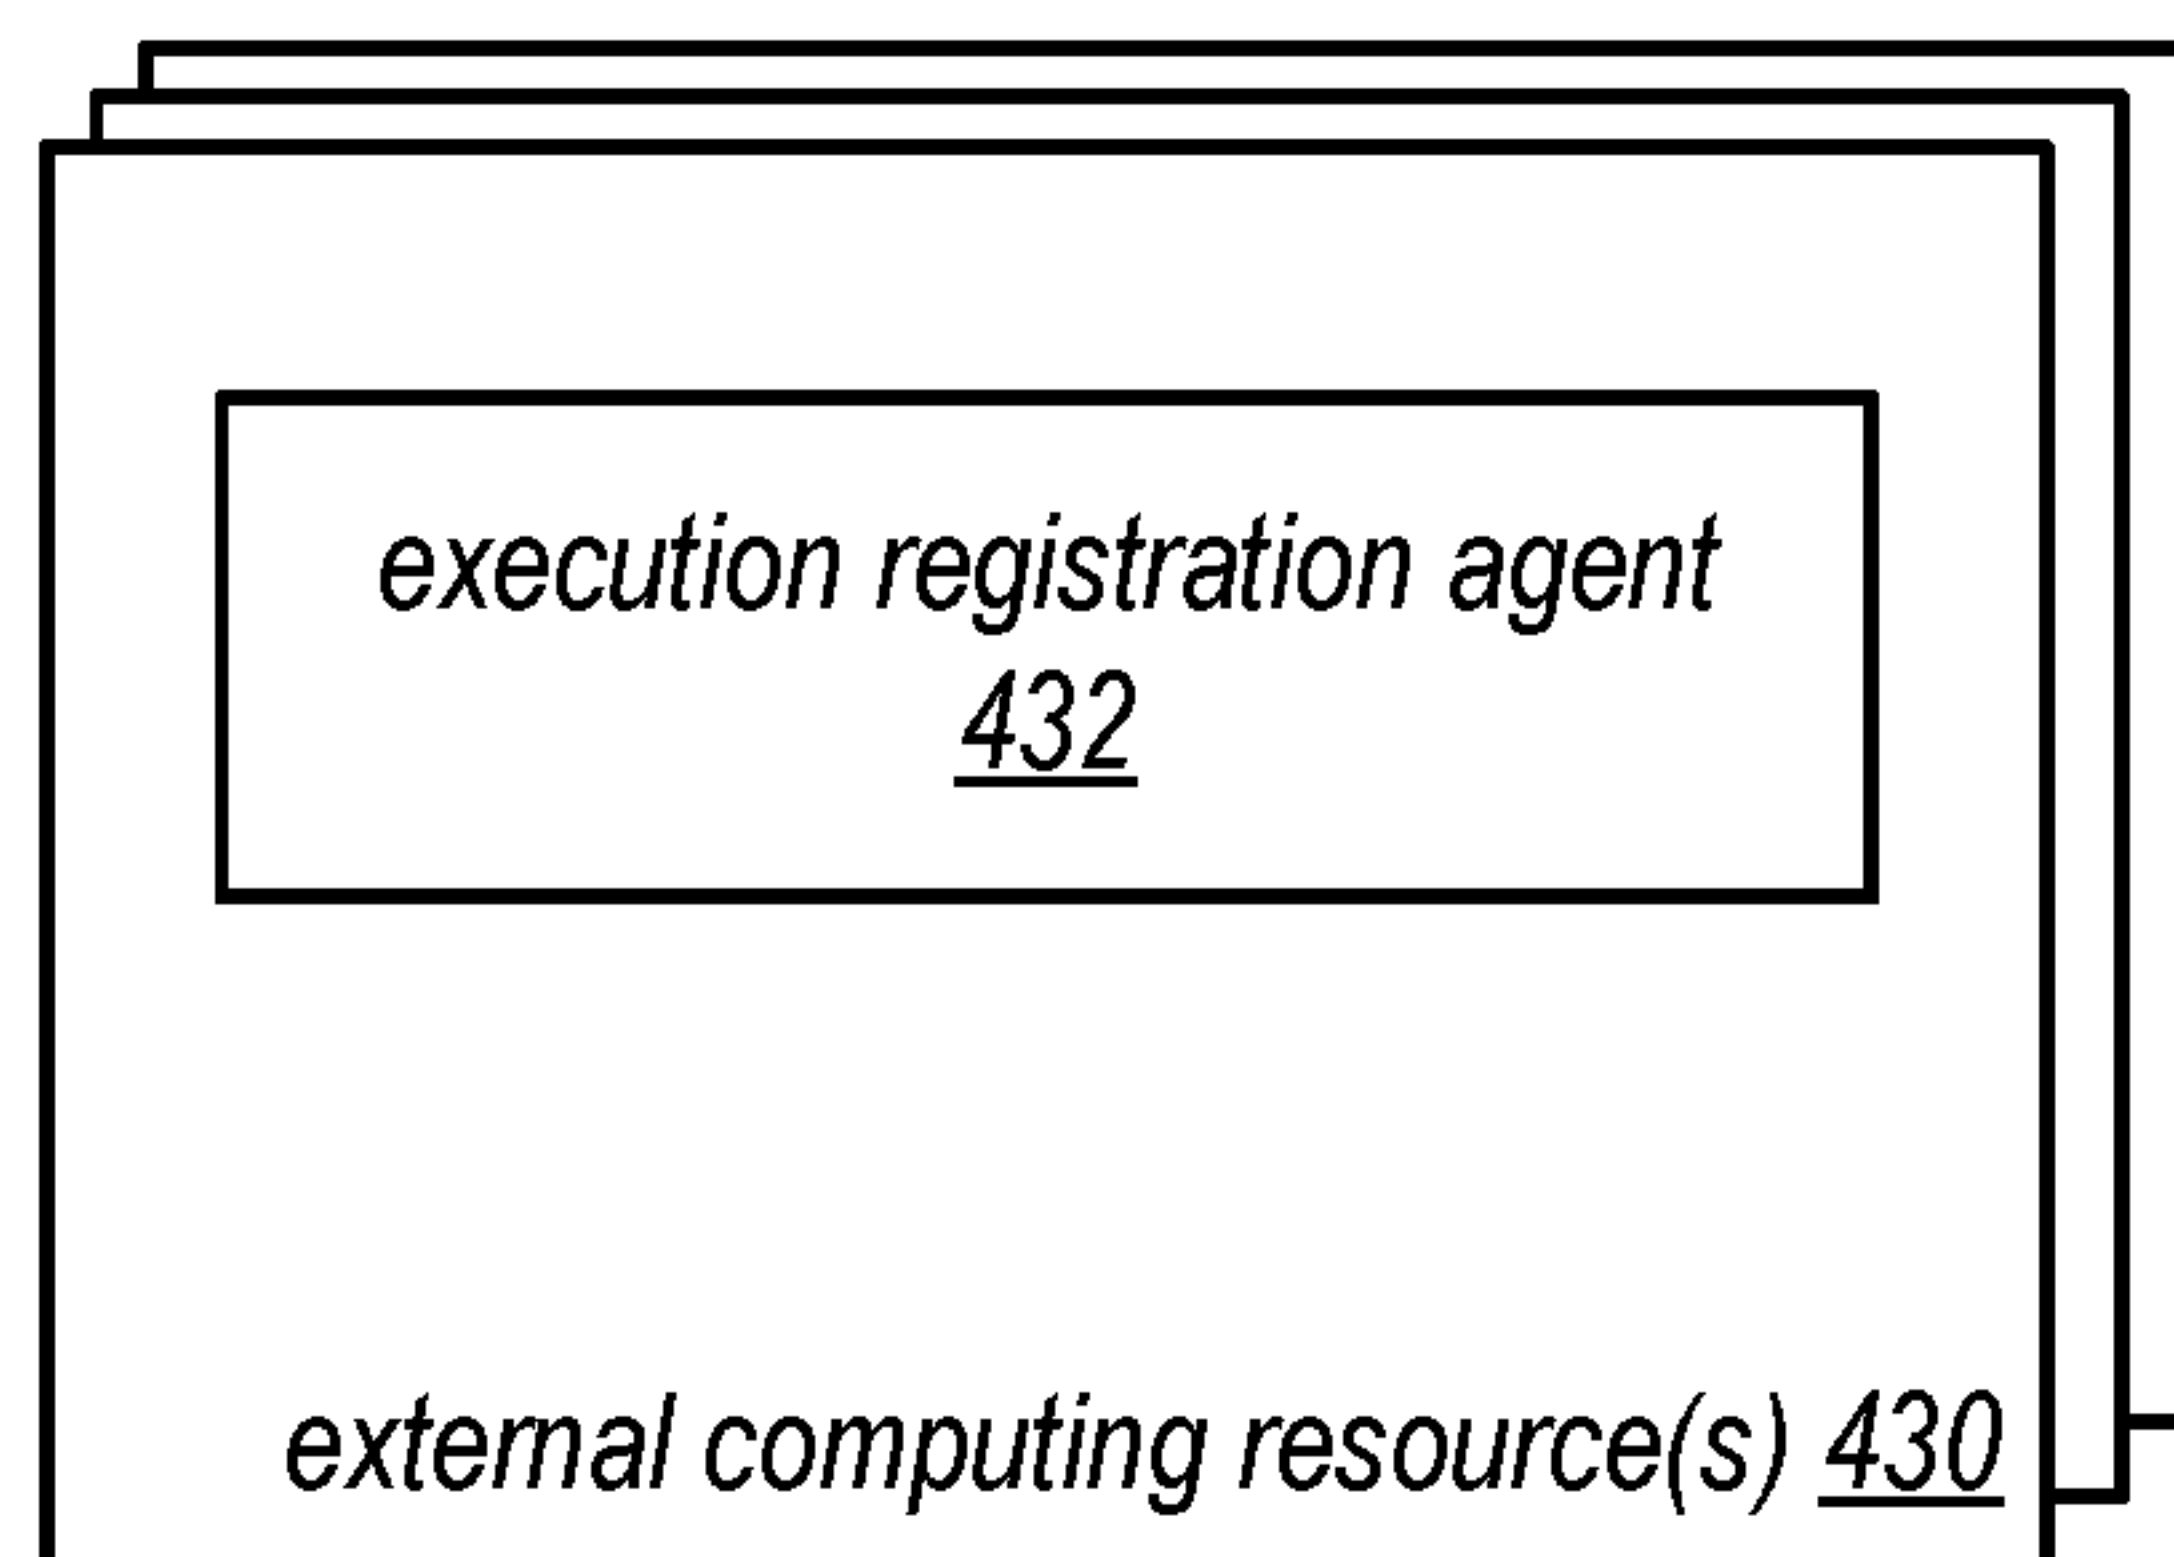 execution registration agent
432
external computing resource(s) 430